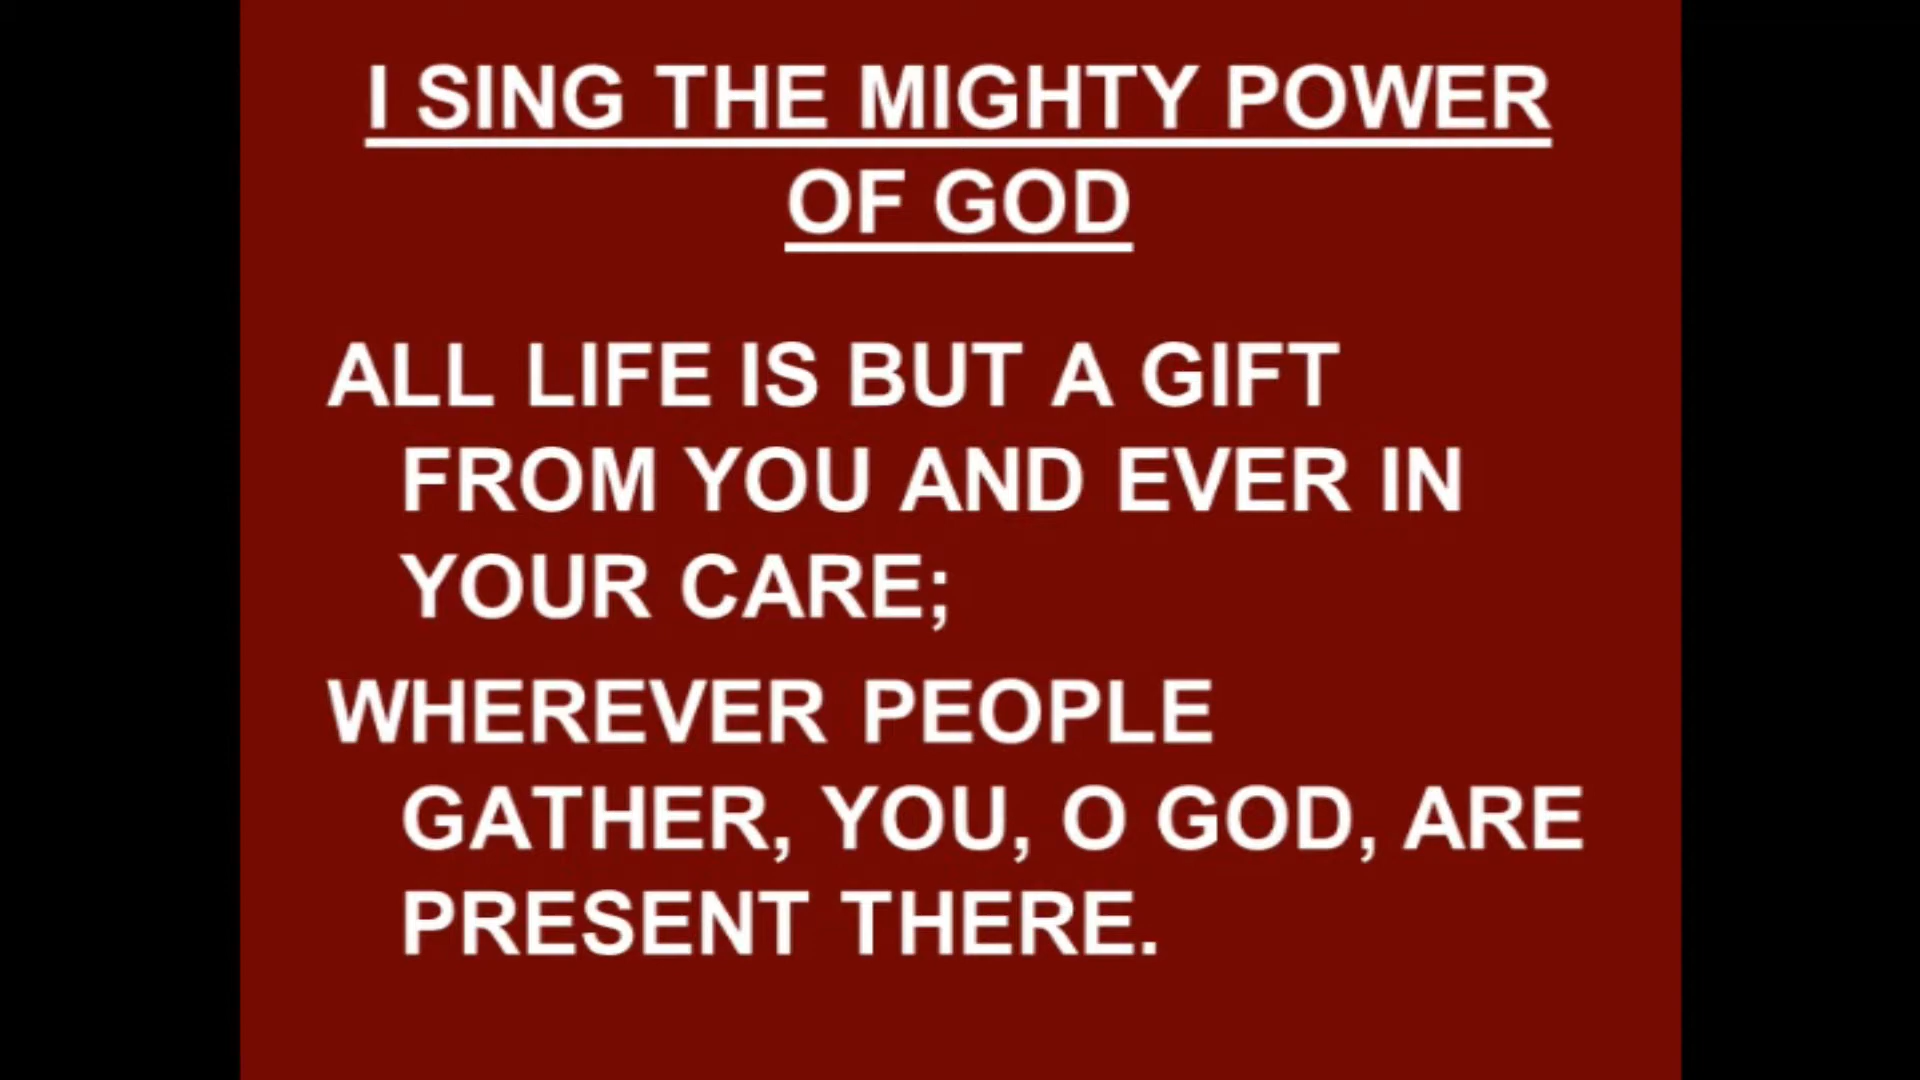 I SING THE MIGHTY POWER
OF GOD
ALL LIFE IS BUT A GIFT
FROM YOU AND EVER IN
YOUR CARE;
WHEREVER PEOPLE
GATHER, YOU, O GOD, ARE
PRESENT THERE.